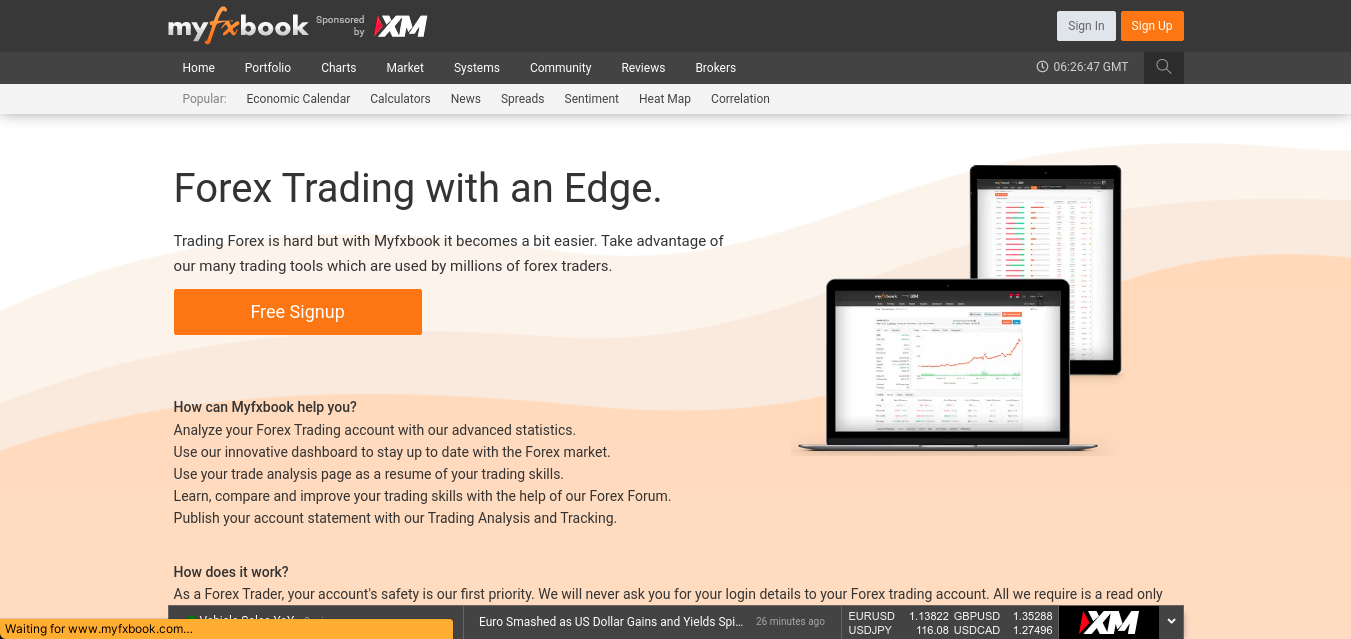 myfxbook
Sponsored
by
XM
Sign In
Sign Up
Home
Portfolio
Charts
Market
Systems
Community
Reviews
Brokers
06:26:47 GMT
Popular:
Economic Calendar
Calculators
News
Spreads
Sentiment
Heat Map
Correlation
Forex Trading with an Edge.
Trading Forex is hard but with Myfxbook it becomes a bit easier. Take advantage of
our many trading tools which are used by millions of forex traders.
Free Signup
How can Myfxbook help you?
Analyze your Forex Trading account with our advanced statistics.
Use our innovative dashboard to stay up to date with the Forex market.
Use your trade analysis page as a resume of your trading skills.
Learn, compare and improve your trading skills with the help of our Forex Forum.
Publish your account statement with our Trading Analysis and Tracking.
How does it work?
As a Forex Trader, your account's safety is our first priority. We will never ask you for your login details to your Forex trading account. All we require is a read only
Euro Smashed as US Dollar Gains and Yields Spi...
26 minutes ago
EURUSD 1.13822 GBPUSD 1.35288
USDJPY 116.08 USDCAD 1.27496
XM
Waiting for www.myfxbook.com...